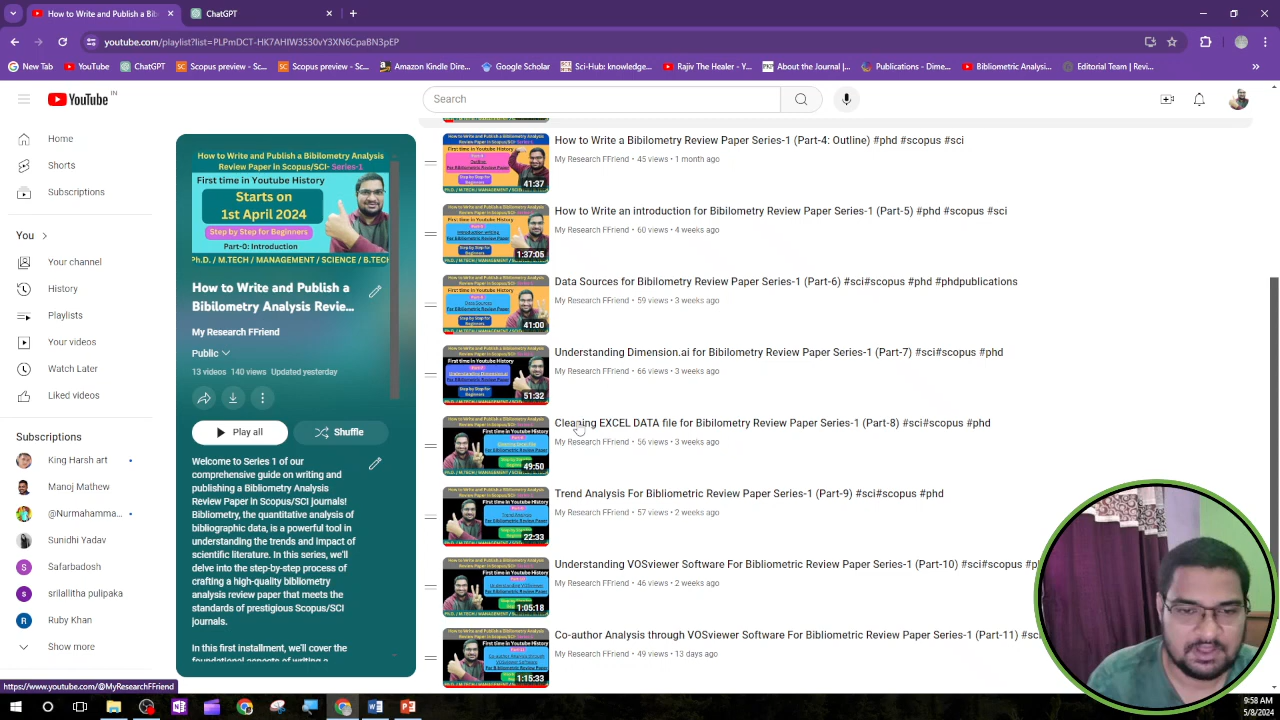 How to Write and Publish a Bibliom
ChatGPT
youtube.com/playlist?list=PLPmDCT-HK7AHIW3S30vY3XN6CpaBN3pEP
New Tab
YouTube
ChatGPT
Scopus preview - Sc...
Scopus preview - Sc...
Amazon Kindle Dire...
Google Scholar
Sci-Hub: knowledge...
Rajiv The Healer - Y...
About the Journal |...
Publications - Dime...
Bibliometric Analysi...
Editorial Team | Revi...
YouTube IN
Search
Home
Shorts
Subscriptions
You
Your channel
History
Playlists
Your videos
Watch Later
Liked videos
Subscriptions
King Heart art
Manoj Mathew
Safarbadosh
srihitha pulipaka
Ruby Khan
Show more
How to Write and Publish a Bibilometry Analysis
Review Paper in Scopus/SCI- Series-1
First time in Youtube History
Starts on
1st April 2024
Step by Step for Beginners
Part-0: Introduction
Ph.D. / M.TECH / MANAGEMENT / SCIENCE / B.TECH
How to Write and Publish a
Bibilometry Analysis Revie...
My Research FFriend
Public
13 videos 140 views Updated yesterday
Play all
Shuffle
Welcome to Series 1 of our
comprehensive guide on writing and
publishing a Bibliometry Analysis
Review Paper in Scopus/SCI journals!
Bibliometry, the quantitative analysis of
bibliographic data, is a powerful tool in
understanding the trends and impact of
scientific literature. In this series, we'll
delve into the step-by-step process of
crafting a high-quality bibliometry
analysis review paper that meets the
standards of prestigious Scopus/SCI
journals.
In this first installment, we'll cover the
foundational aspects of writing a
How to Write a Bibilometry Review Paper Series-1 (Part-4: Outline) #phd #scopus #sci
My Research FFriend • 45 views • 1 month ago
41:37
How to Write an Introduction for Bibilometry Review Paper Series-1 (Part-5) #phd #scopus #sci
My Research FFriend • 60 views • 4 weeks ago
1:37:05
Data Sources for Bibilometry Review Paper Series-1 (Part-6) #sci#scopus #phd #phdpublications
My Research FFriend • 50 views • 3 weeks ago
41:00
Understanding Dimensional.ai for Bibilometry Review Paper Series-1 (Part-7) #sci#scopus #phd
My Research FFriend
3 weeks ago
51:32
Cleaning EXCEL DATA file for Bibilometry Review Paper Series-1 (Part-8) #sci#scopus #phd
My Research FFriend • 56 views • 2 weeks ago
49:50
Trend Analysis For Bibliometric Review Paper Series-1 (Part-9) #sci#scopus #phd
My Research FFriend • 57 views • 2 weeks ago
22:33
Understanding VOSviewer Software For Bibliometric Review Paper for Series-1 (Part-10) #sci#scopus #p
My Research FFriend • 46 views • 2 weeks ago
1:05:18
Co-author Analysis through VOSviewer Software for Bibliometric Review Paper Series-1 (Part-11) #sc
My Research FFriend • 49 views • 13 days ago
1:15:33
https://www.youtube.com/@MyResearchFFriend
9:58 AM
5/8/2024